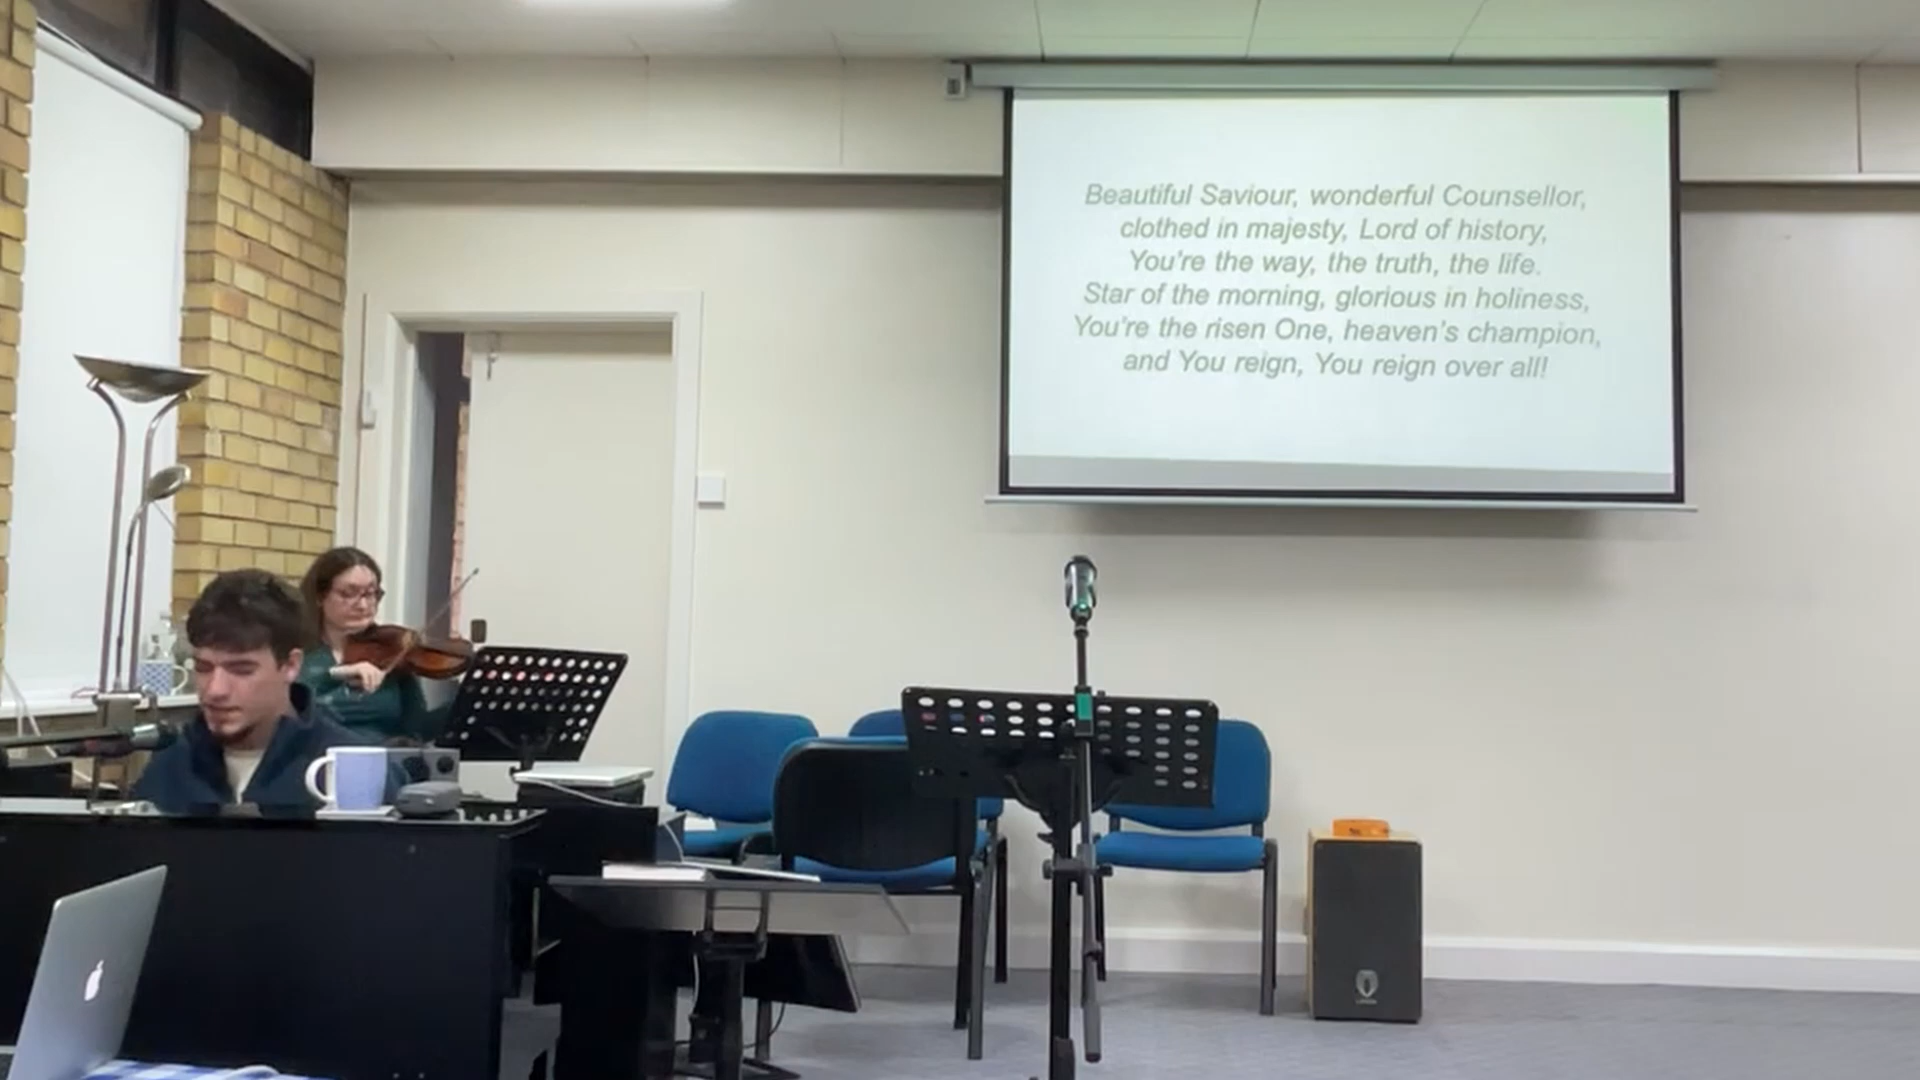 Beautiful Saviour, wonderful Counsellor,
clothed in majesty, Lord of history,
You're the way, the truth, the life.
Star of the morning, glorious in holiness,
You're the risen One, heaven's champion,
and You reign, You reign over all!